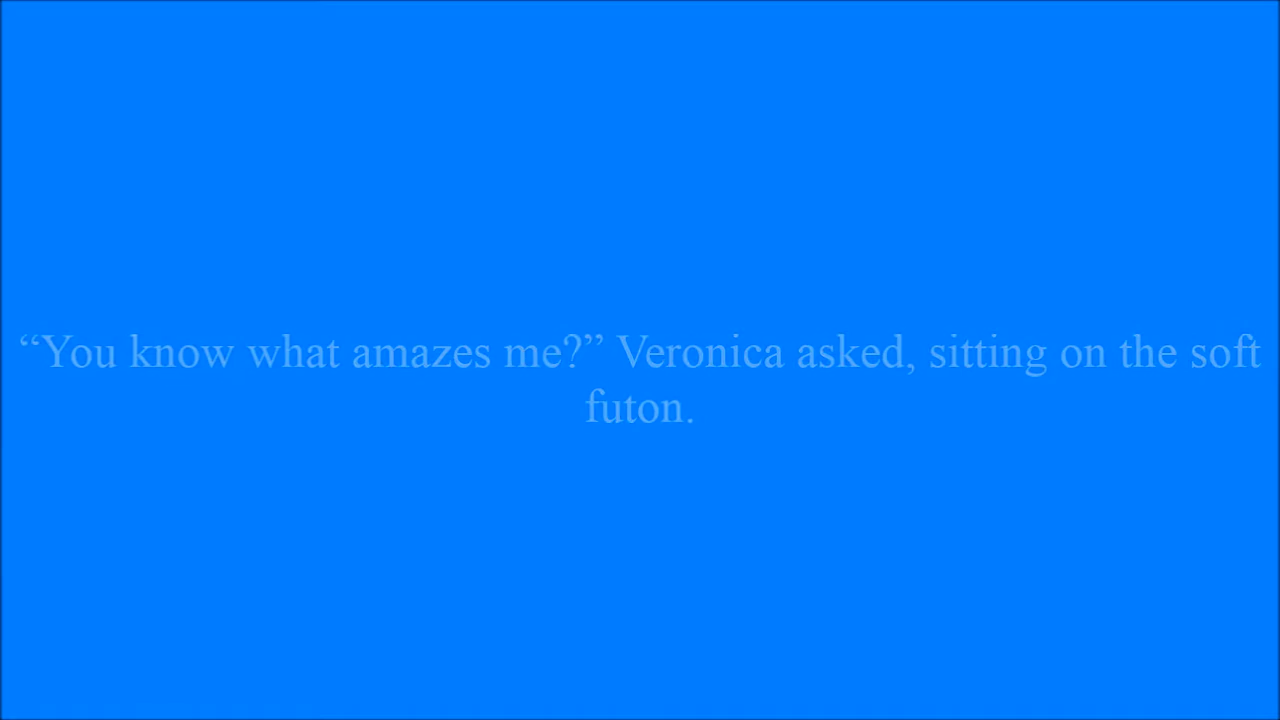 “You know what amazes me?” Veronica asked, sitting on the soft
futon.